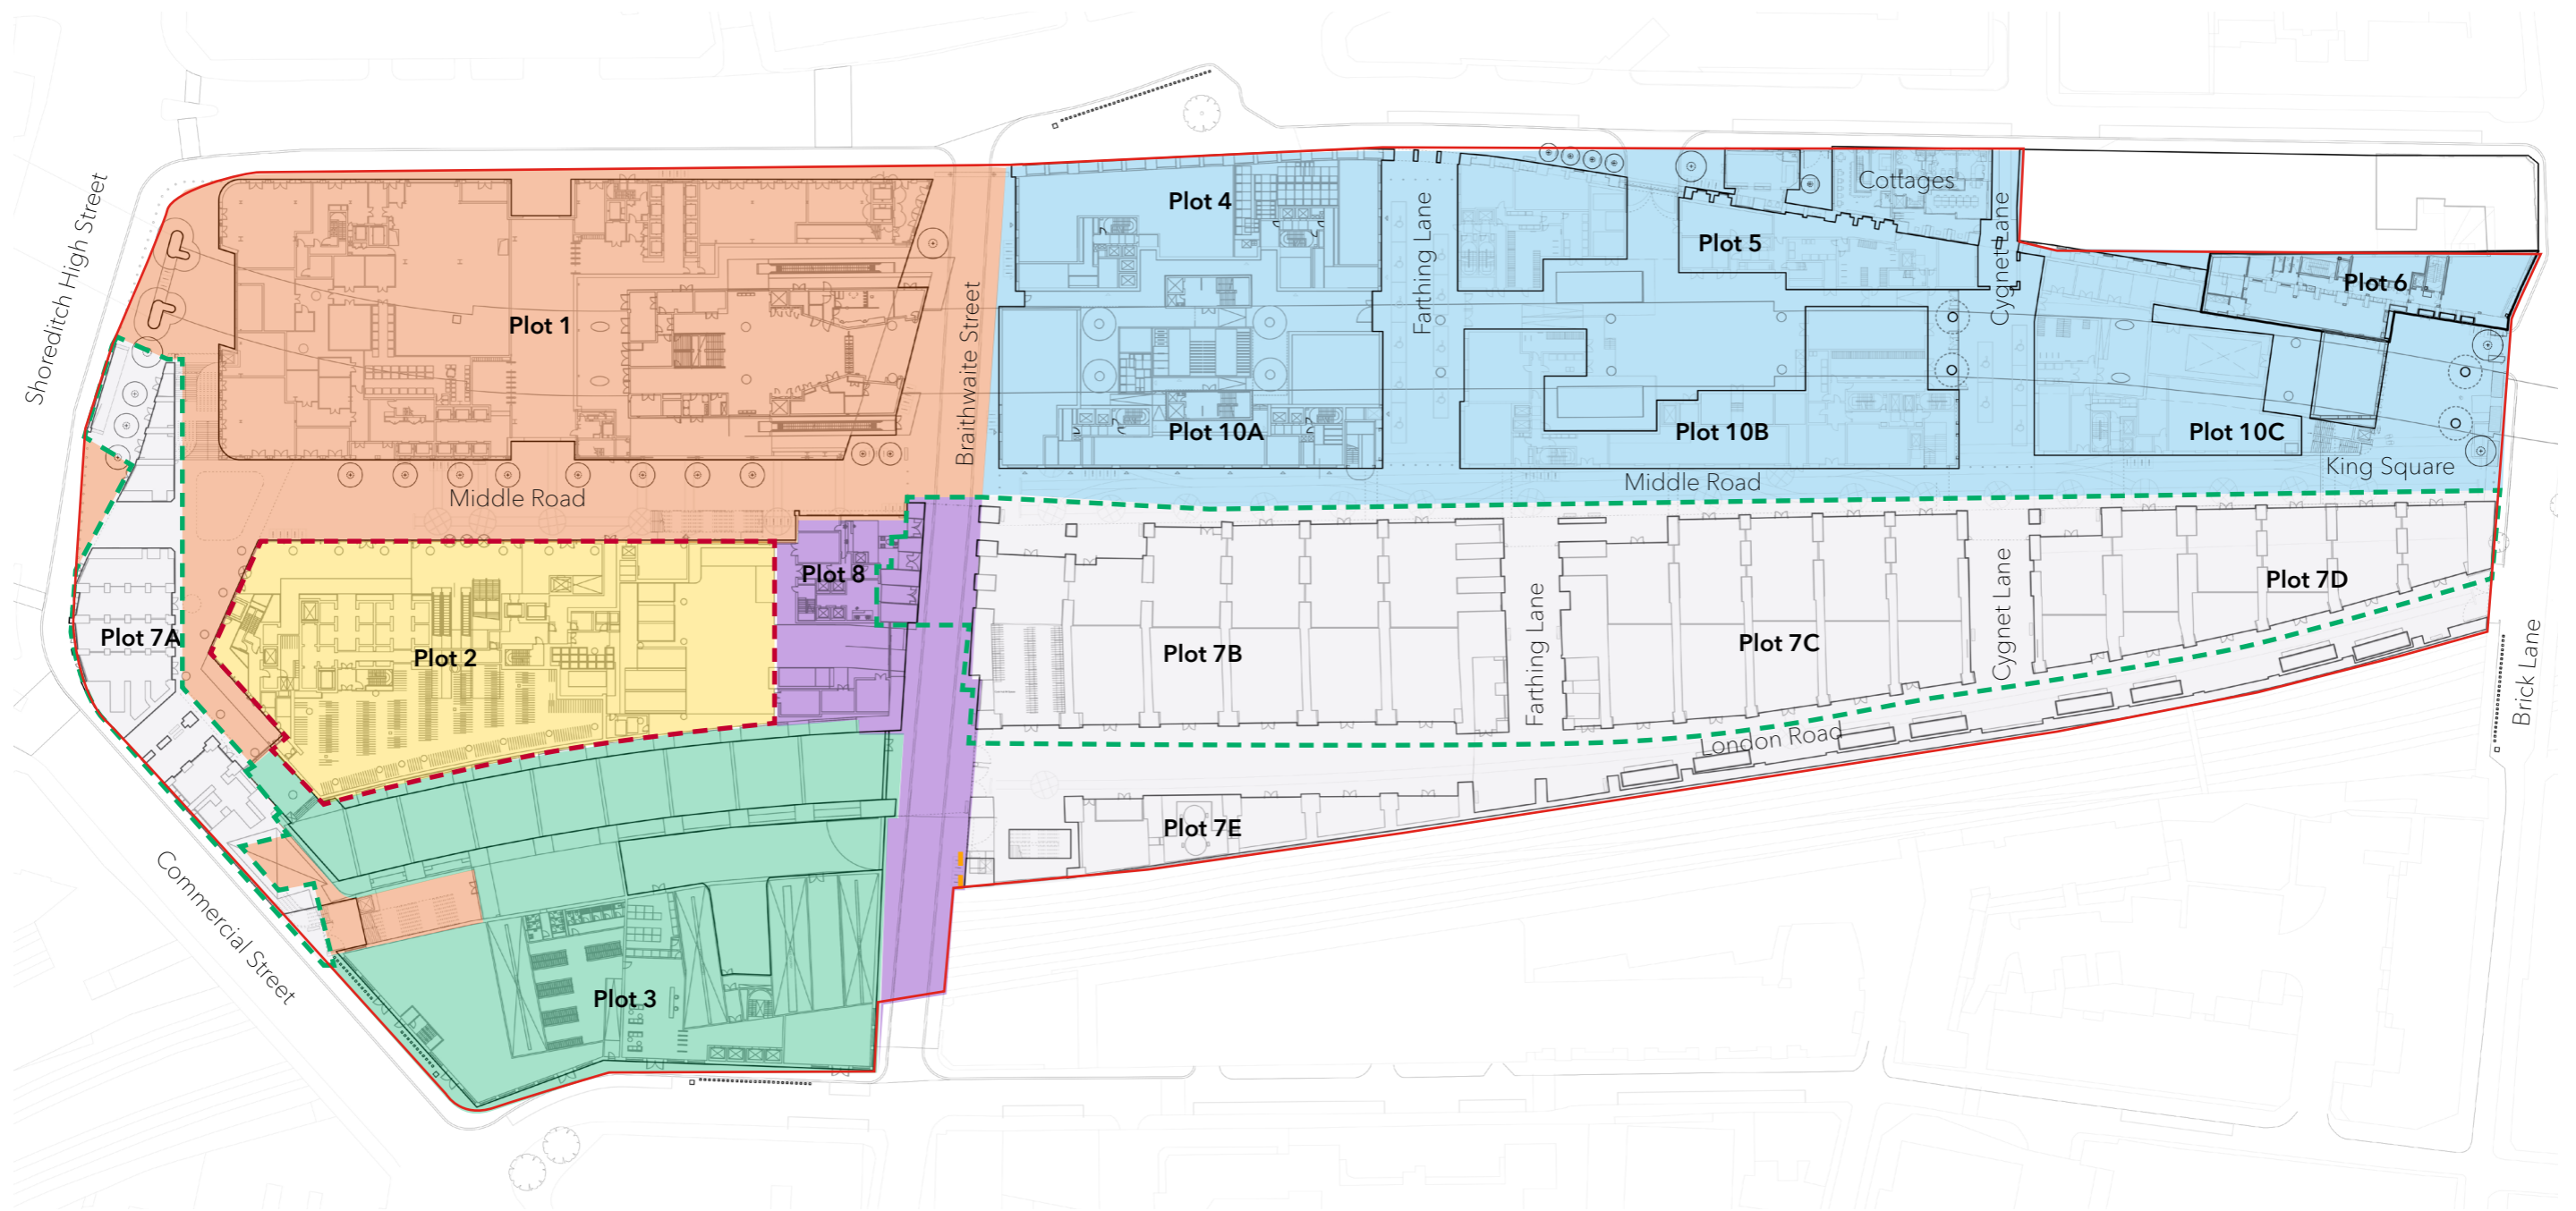 Cottages
Plot 4
Shoreditch High Street
Farthing Lane
Plot 5
Cygnet Lane
Plot 6
Plot 1
Braithwaite Street
Plot 10A
Plot 10B
Plot 10C
King Square
Middle Road
Middle Road
Plot 8
Plot 7D
Plot 7A
Plot 2
Plot 7B
Farthing Lane
Plot 7C
Cygnet Lane
Brick Lane
London Road
Plot 7E
Commercial Street
Plot 3